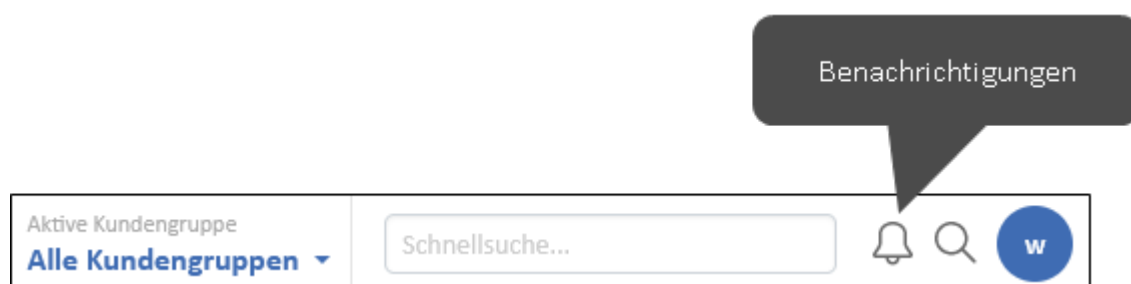 Benachrichtigungen
Aktive Kundengruppe
Alle Kundengruppen
Schnellsuche...
w